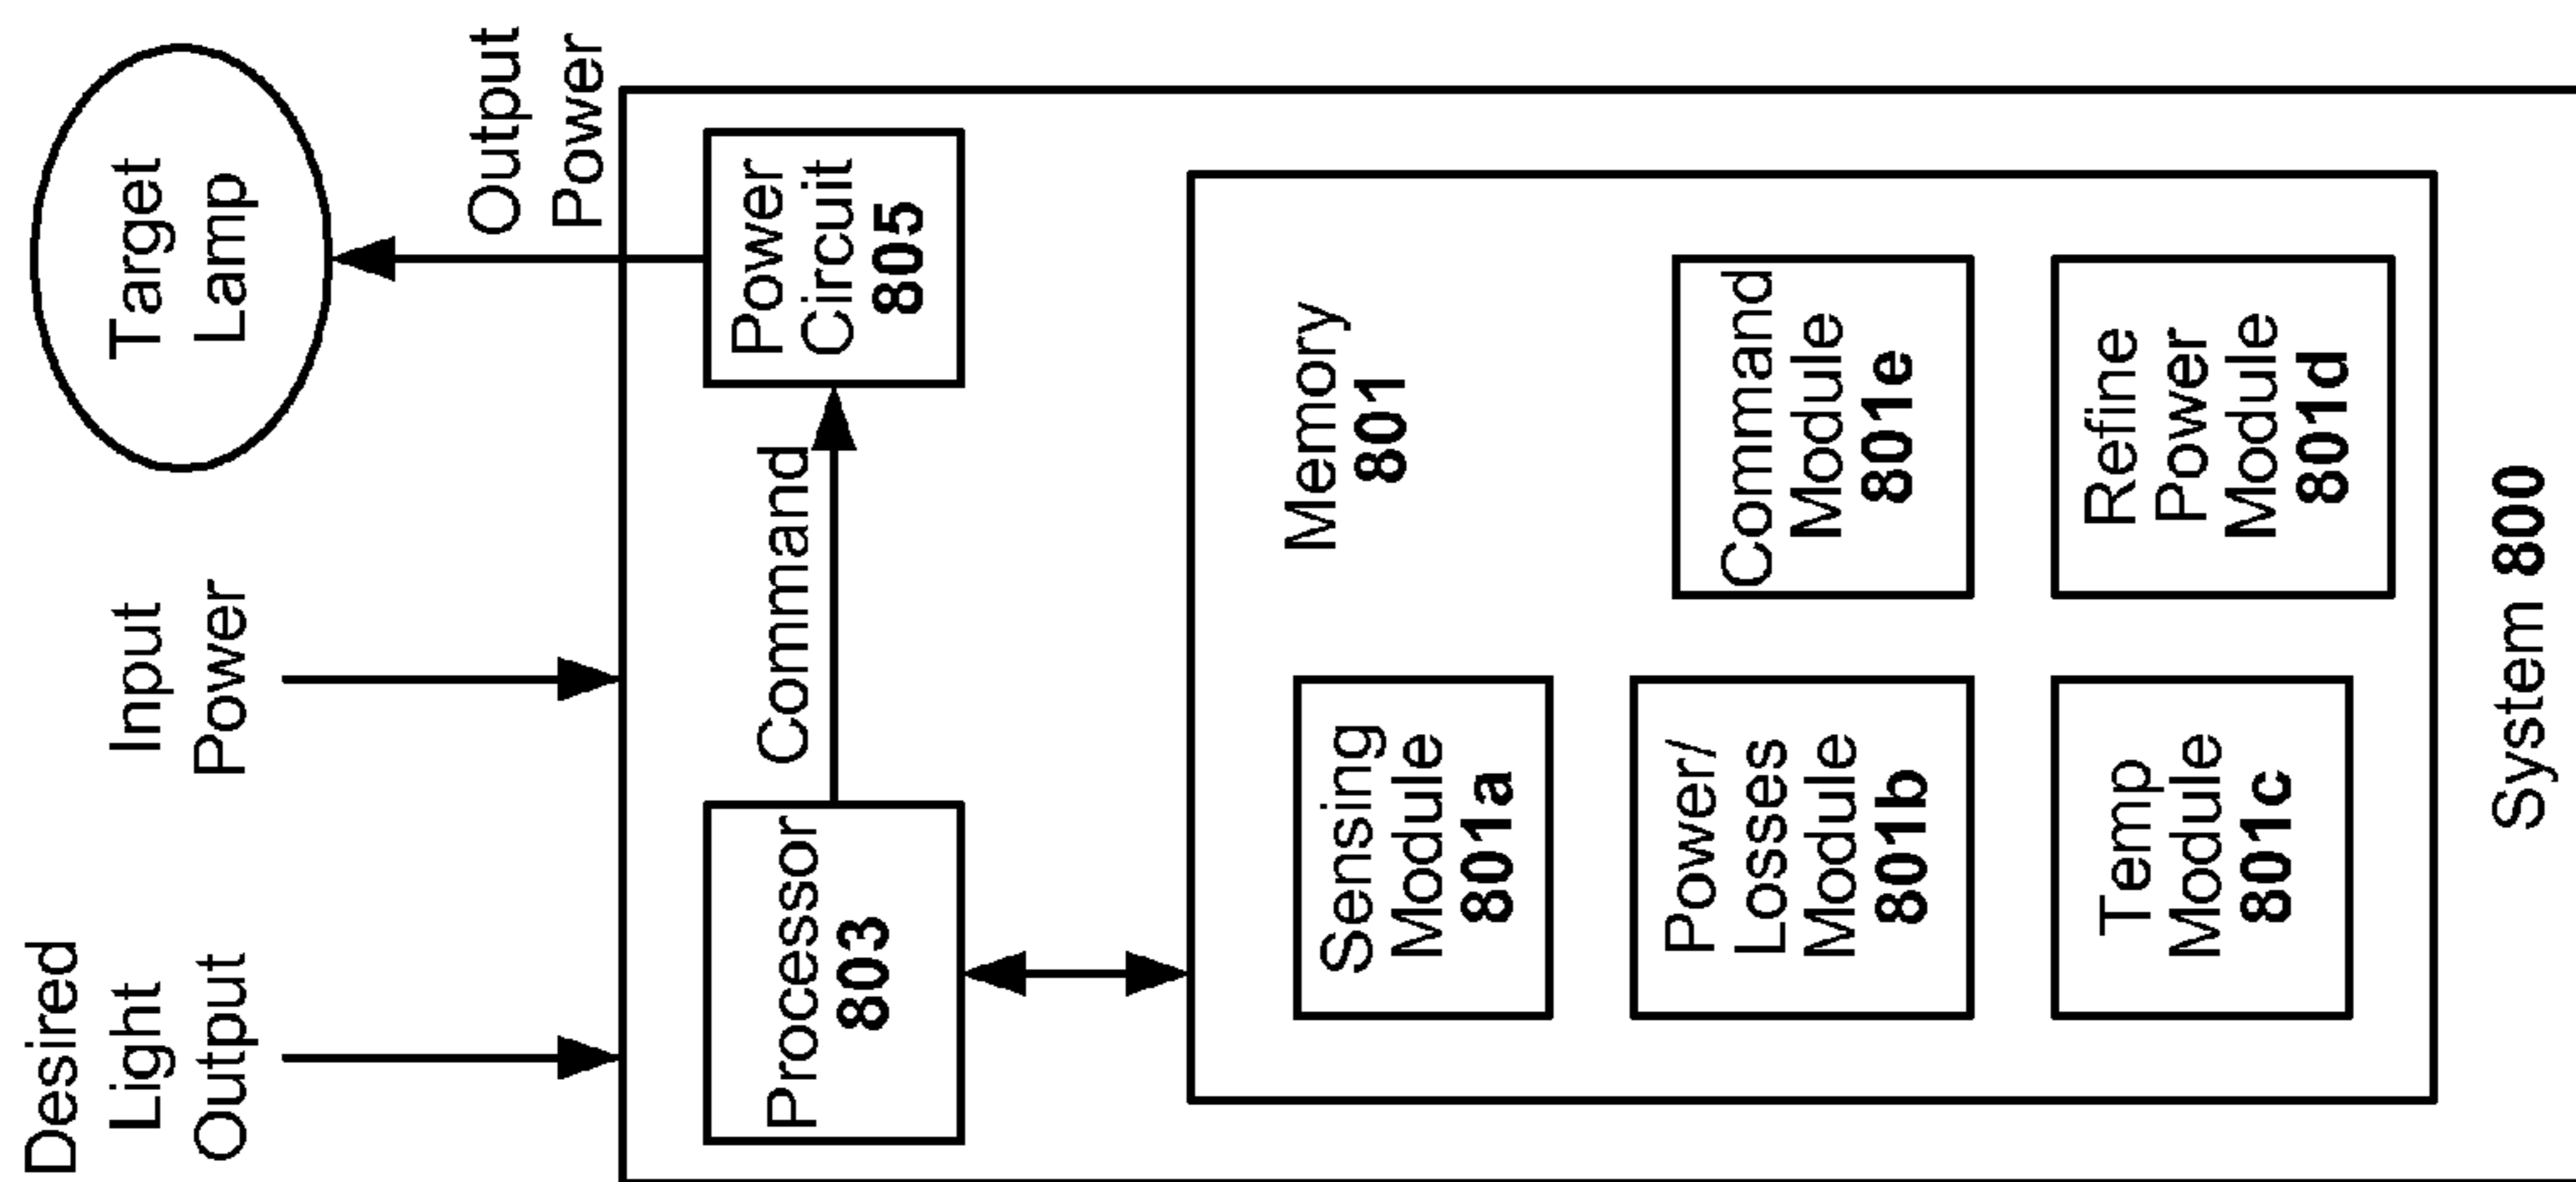 Desired
Light
Output
Input
Power
Target
Lamp
Output
Power
Processor
803
Command
Power
Circuit
805
Memory
801
Sensing
Module
801a
Power/
Losses
Module
801b
Command
Module
801e
Temp
Module
801c
Refine
Power
Module
801d
System 800